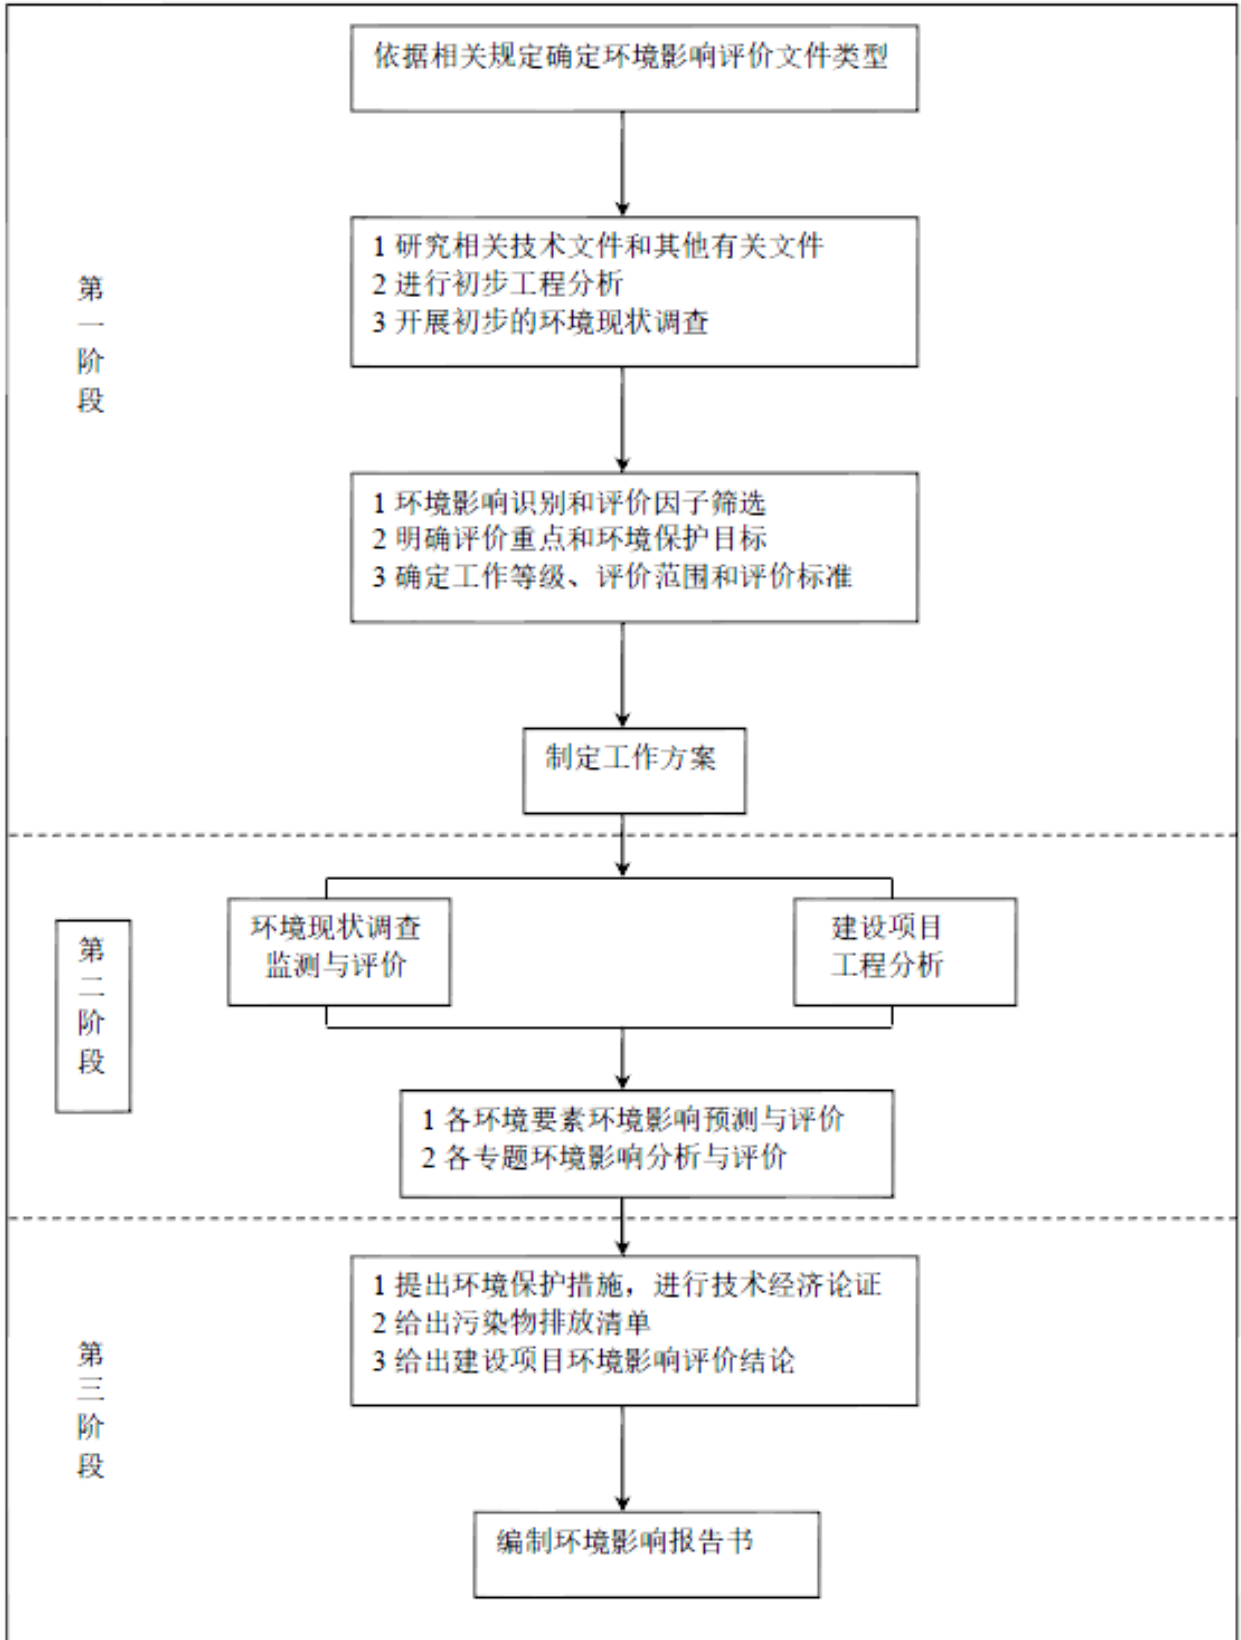 依据相关规定确定环境影响评价文件类型
1 研究相关技术文件和其他有关文件
2 进行初步工程分析
3 开展初步的环境现状调查
第
一
阶
段
1 环境影响识别和评价因子筛选
2 明确评价重点和环境保护目标
3 确定工作等级、评价范围和评价标准
制定工作方案
第
二
阶
段
环境现状调查
监测与评价
建设项目
工程分析
1 各环境要素环境影响预测与评价
2 各专题环境影响分析与评价
第
三
阶
段
1 提出环境保护措施，进行技术经济论证
2 给出污染物排放清单
3 给出建设项目环境影响评价结论
编制环境影响报告书